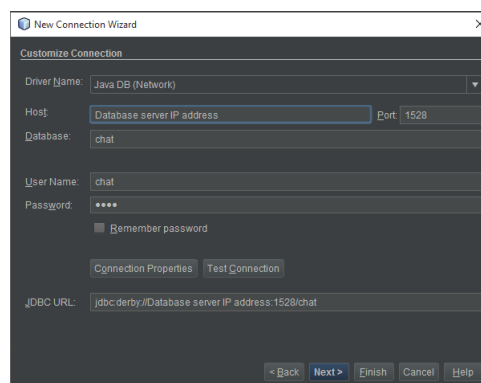 New Connection Wizard
Customize Connection
Driver Name: Java DB (Network)
Host: Database server IP address Port: 1528
Database: chat
User Name: chat
Password: ••••
Remember password
Connection Properties Test Connection
JDBC URL: jdbc:derby://Database server IP address:1528/chat
< Back Next > Finish Cancel Help